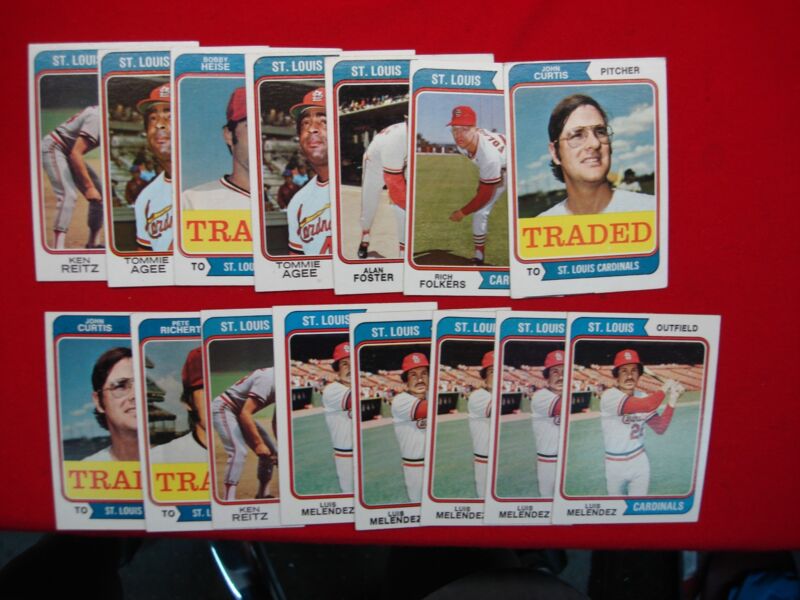 ST. LOUIS
KEN
REITZ
ST. LOUIS
TOMMIE
AGEE
BOBBY
HEISE
TRA
TO ST. LOUIS
ST. LOUIS
TOMMIE
AGEE
ST. LOUIS
ALAN
FOSTER
ST. LOUIS
RICH
FOLKERS
CAR
JOHN
CURTIS
PITCHER
TRADED
TO ST. LOUIS CARDINALS
JOHN
CURTIS
TRAI
TO ST. LOUIS
PETE
RICHERT
TRA
TO ST. L
ST. LOUIS
KEN
REITZ
ST. LOUIS
LUIS
MELENDEZ
ST. LOUIS
LUIS
MELENDEZ
ST. LOUIS
LUIS
MELENDEZ
ST. LOUIS
LUIS
MELENDEZ
ST. LOUIS
OUTFIELD
LUIS
MELENDEZ
CARDINALS